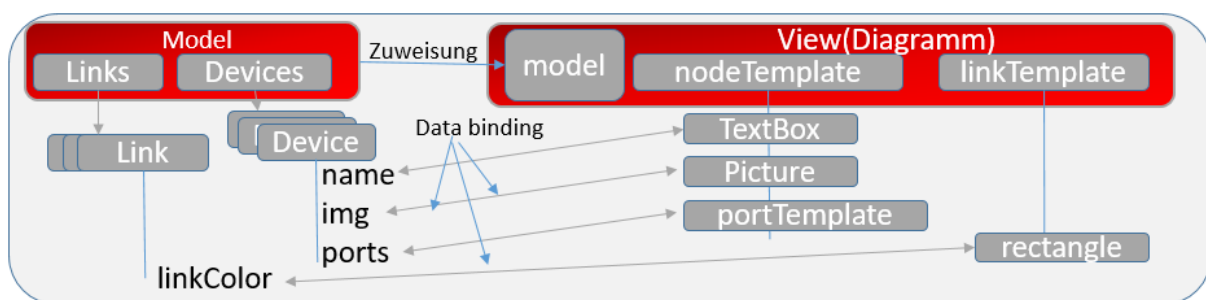 Model
Links Devices
Zuweisung
View(Diagramm)
model nodeTemplate linkTemplate
Link
Device
Data binding
TextBox
name
Picture
img
portTemplate
ports
rectangle
linkColor